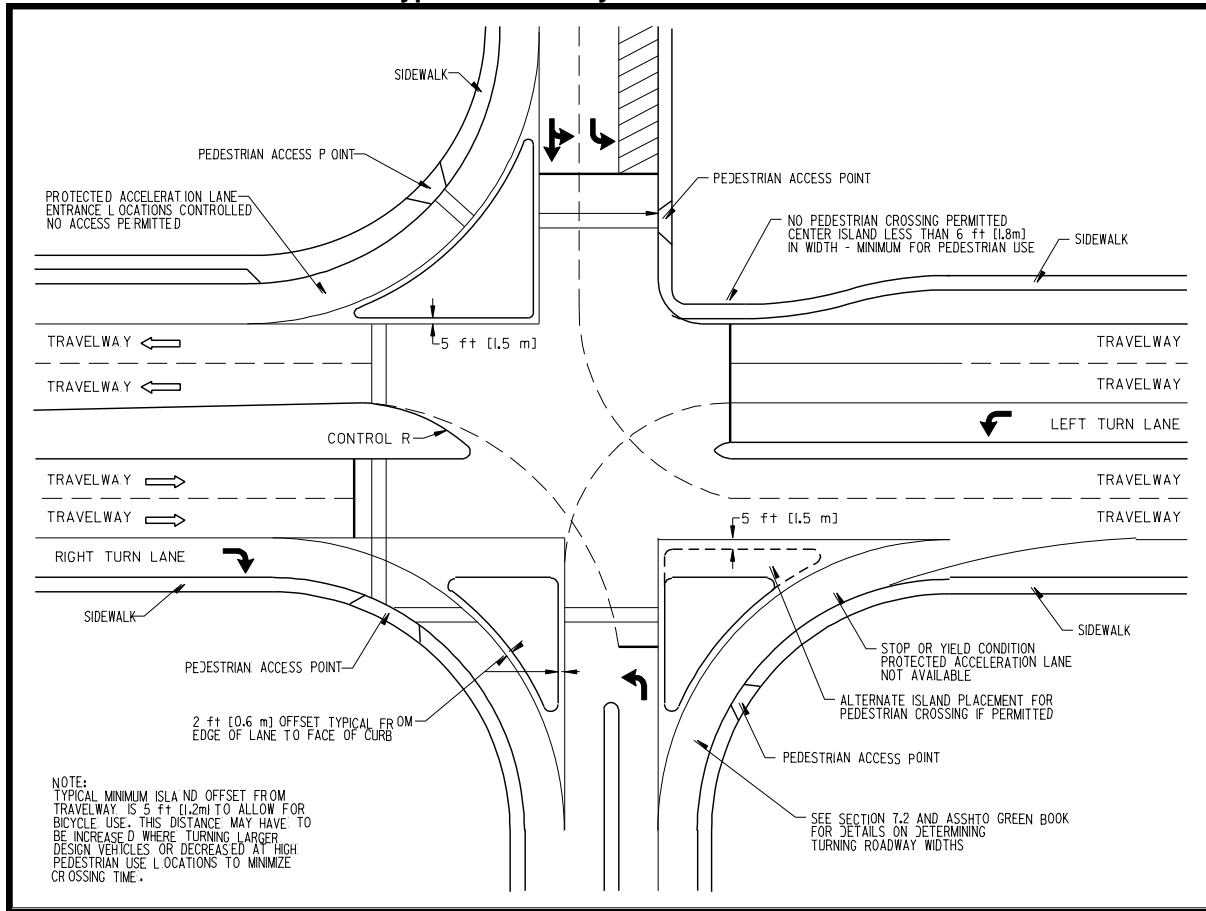 SIDEWALK
PEDESTRIAN ACCESS P OINT
PROTECTED ACCELERATION LANE
ENTRANCE LOCATIONS CONTROLLED
NO ACCESS PERMITTED
PEDESTRIAN ACCESS POINT
NO PEDESTRIAN CROSSING PERMITTED
CENTER ISLAND LESS THAN 6 ft [1.8m]
IN WIDTH - MINIMUM FOR PEDESTRIAN USE
SIDEWALK
5 ft [1.5 m]
TRAVELWAY
TRAVELWAY
TRAVELWAY
TRAVELWAY
LEFT TURN LANE
CONTROL R
TRAVELWAY
TRAVELWAY
TRAVELWAY
TRAVELWAY
5 ft [1.5 m]
RIGHT TURN LANE
SIDEWALK
SIDEWALK
PEDESTRIAN ACCESS POINT
STOP OR YIELD CONDITION
PROTECTED ACCELERATION LANE
NOT AVAILABLE
ALTERNATE ISLAND PLACEMENT FOR
PEDESTRIAN CROSSING IF PERMITTED
2 ft [0.6 m] OFFSET TYPICAL FROM
EDGE OF LANE TO FACE OF CURB
PEDESTRIAN ACCESS POINT
NOTE:
TYPICAL MINIMUM ISLAND OFFSET FROM
TRAVELWAY IS 5 ft [1.2m] TO ALLOW FOR
BICYCLE USE. THIS DISTANCE MAY HAVE TO
BE INCREASED WHERE TURNING LARGER
DESIGN VEHICLES OR DECREASED AT HIGH
PEDESTRIAN USE LOCATIONS TO MINIMIZE
CROSSING TIME.
SEE SECTION 7.2 AND ASSHTO GREEN BOOK
FOR DETAILS ON DETERMINING
TURNING ROADWAY WIDTHS